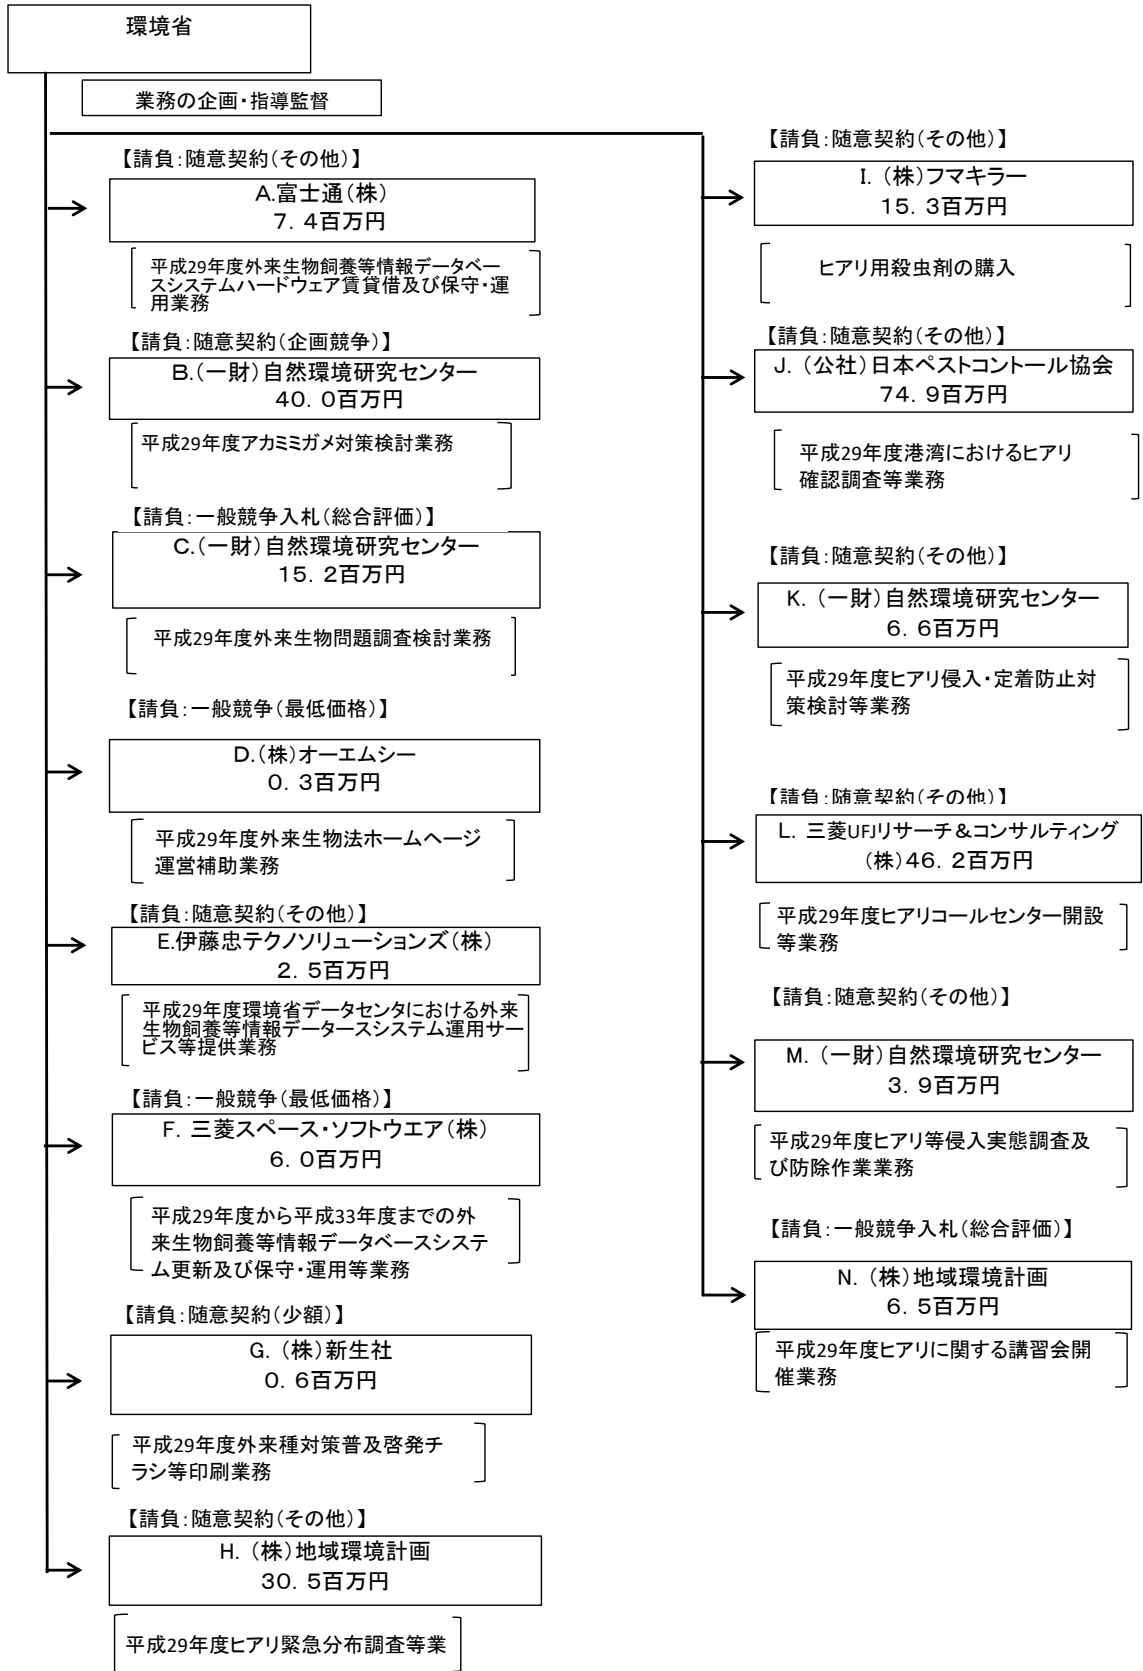 環境省
業務の企画・指導監督
【請負:随意契約(その他)】
A.富士通(株)
7.4百万円
平成29年度外来生物飼養等情報データベー
スシステムハードウェア賃貸借及び保守・運
用業務
【請負:随意契約(企画競争)】
B.(一財)自然環境研究センター
40.0百万円
平成29年度アカミミガメ対策検討業務
【請負:一般競争入札(総合評価)】
C.(一財)自然環境研究センター
15.2百万円
平成29年度外来生物問題調査検討業務
【請負:一般競争(最低価格)】
D.(株)オーエムシー
0.3百万円
平成29年度外来生物法ホームヘージ
運営補助業務
【請負:随意契約(その他)】
E.伊藤忠テクノソリューションズ(株)
2.5百万円
平成29年度環境省データセンタにおける外来
生物飼養等情報データースシステム運用サー
ビス等提供業務
【請負:一般競争(最低価格)】
F. 三菱スペース・ソフトウエア(株)
6.0百万円
平成29年度から平成33年度までの外
来生物飼養等情報データベースシステ
ム更新及び保守・運用等業務
【請負:随意契約(少額)】
G. (株)新生社
0.6百万円
平成29年度外来種対策普及啓発チ
ラシ等印刷業務
【請負:随意契約(その他)】
H. (株)地域環境計画
30.5百万円
平成29年度ヒアリ緊急分布調査等業
【請負:随意契約(その他)】
I. (株)フマキラー
15.3百万円
ヒアリ用殺虫剤の購入
【請負:随意契約(その他)】
J. (公社)日本ペストコントール協会
74.9百万円
平成29年度港湾におけるヒアリ
確認調査等業務
【請負:随意契約(その他)】
K. (一財)自然環境研究センター
6.6百万円
平成29年度ヒアリ侵入・定着防止対
策検討等業務
【請負:随意契約(その他)】
L. 三菱UFJリサーチ&コンサルティング
(株)46.2百万円
平成29年度ヒアリコールセンター開設
等業務
【請負:随意契約(その他)】
M. (一財)自然環境研究センター
3.9百万円
平成29年度ヒアリ等侵入実態調査及
び防除作業業務
【請負:一般競争入札(総合評価)】
N. (株)地域環境計画
6.5百万円
平成29年度ヒアリに関する講習会開
催業務